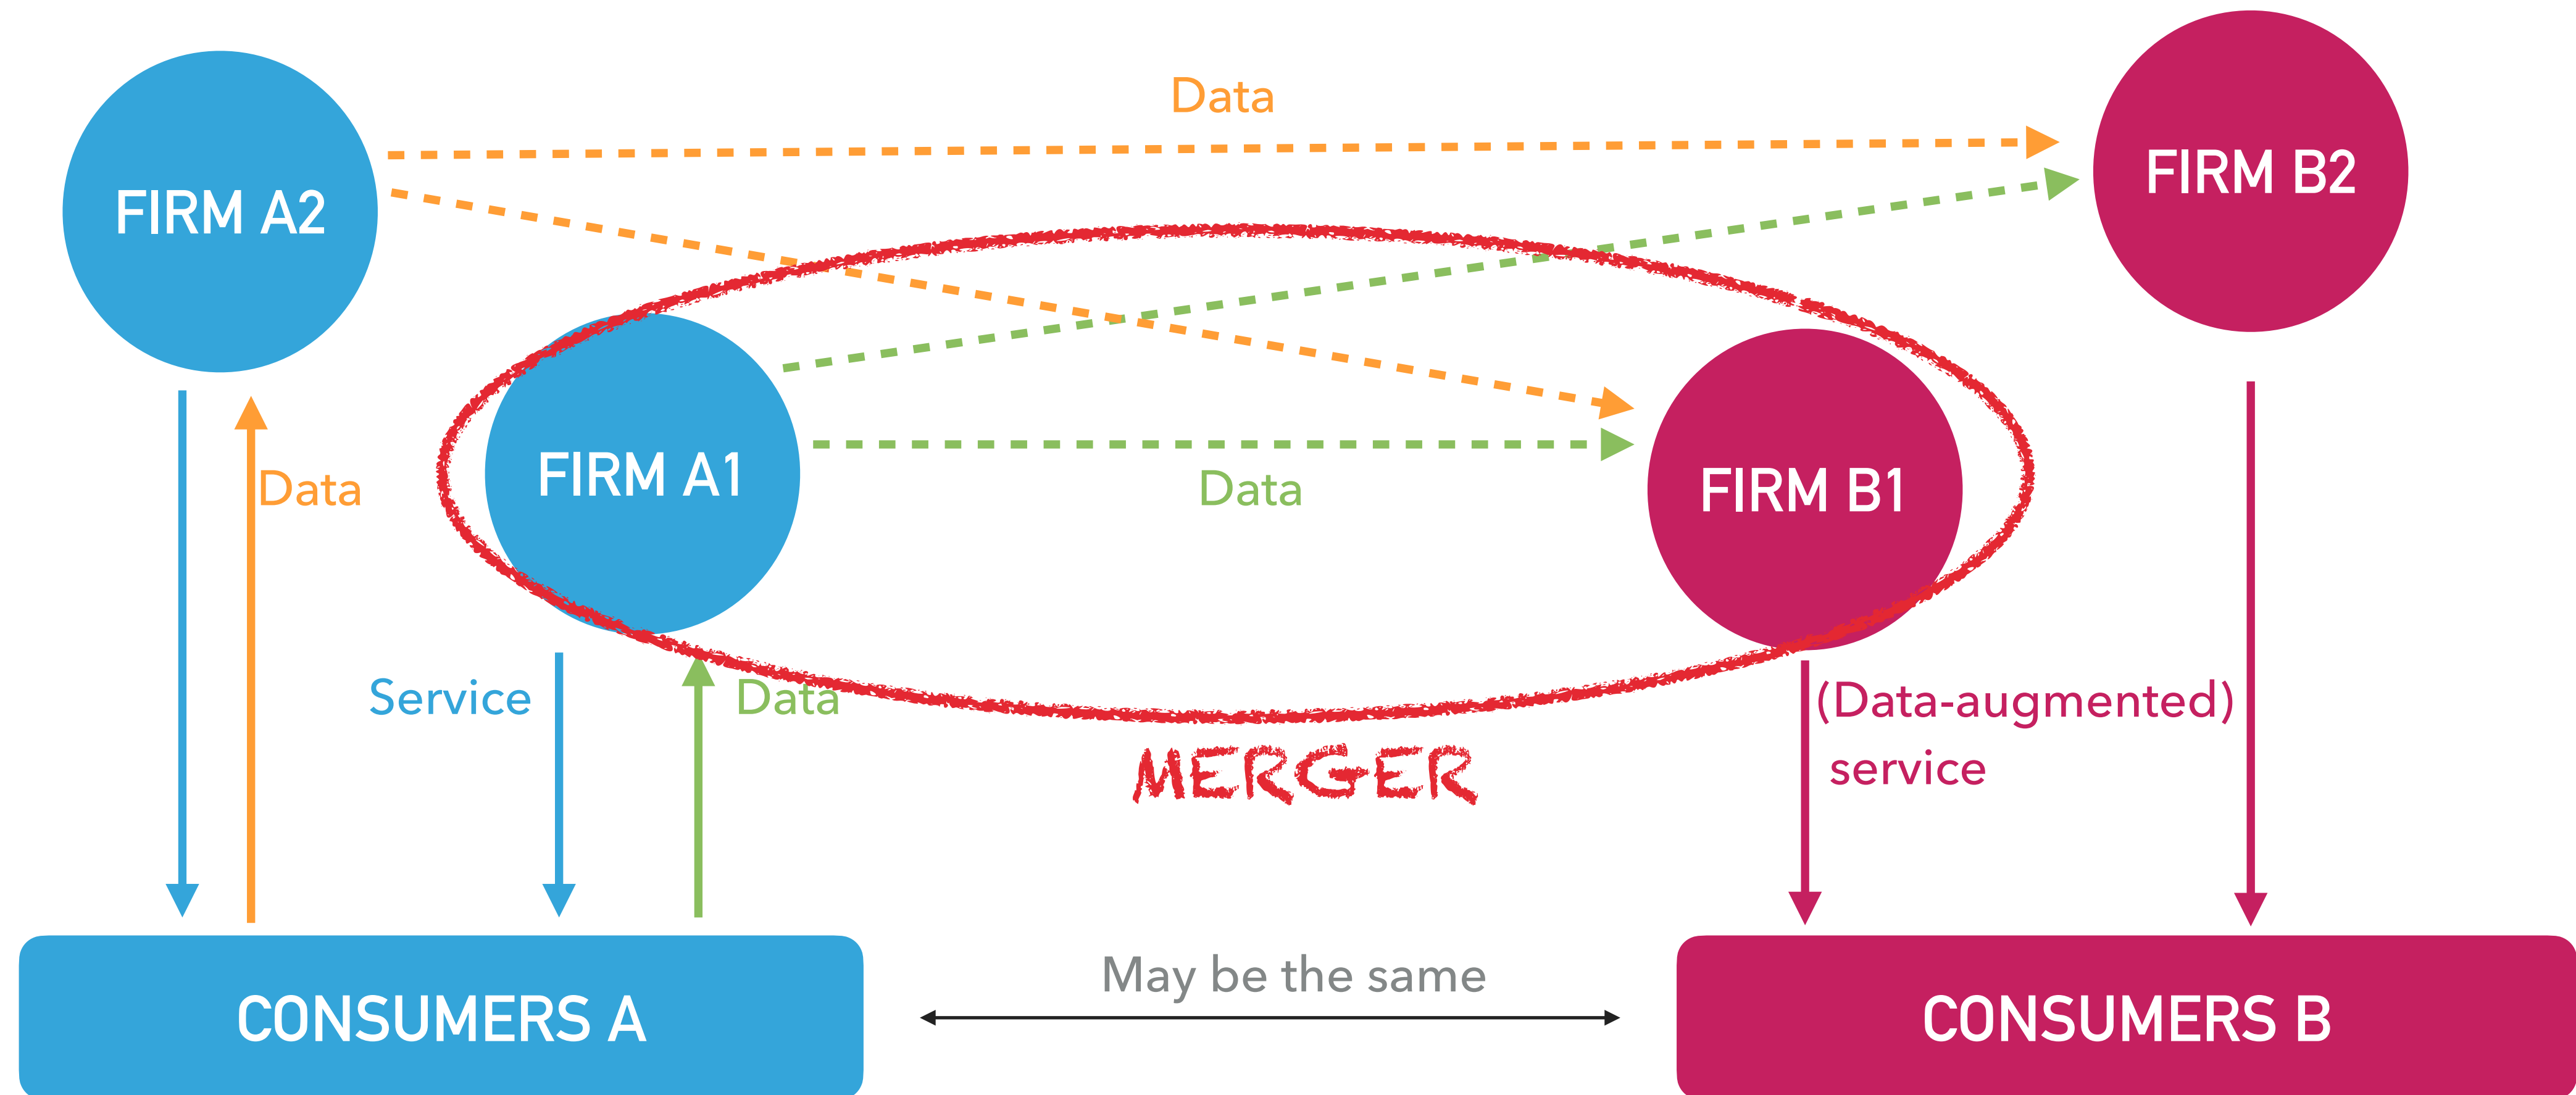 Data
FIRM A2
FIRM B2
FIRM A1
FIRM B1
Data
Data
Service
Data
(Data-augmented)
service
MERGER
May be the same
CONSUMERS A
CONSUMERS B